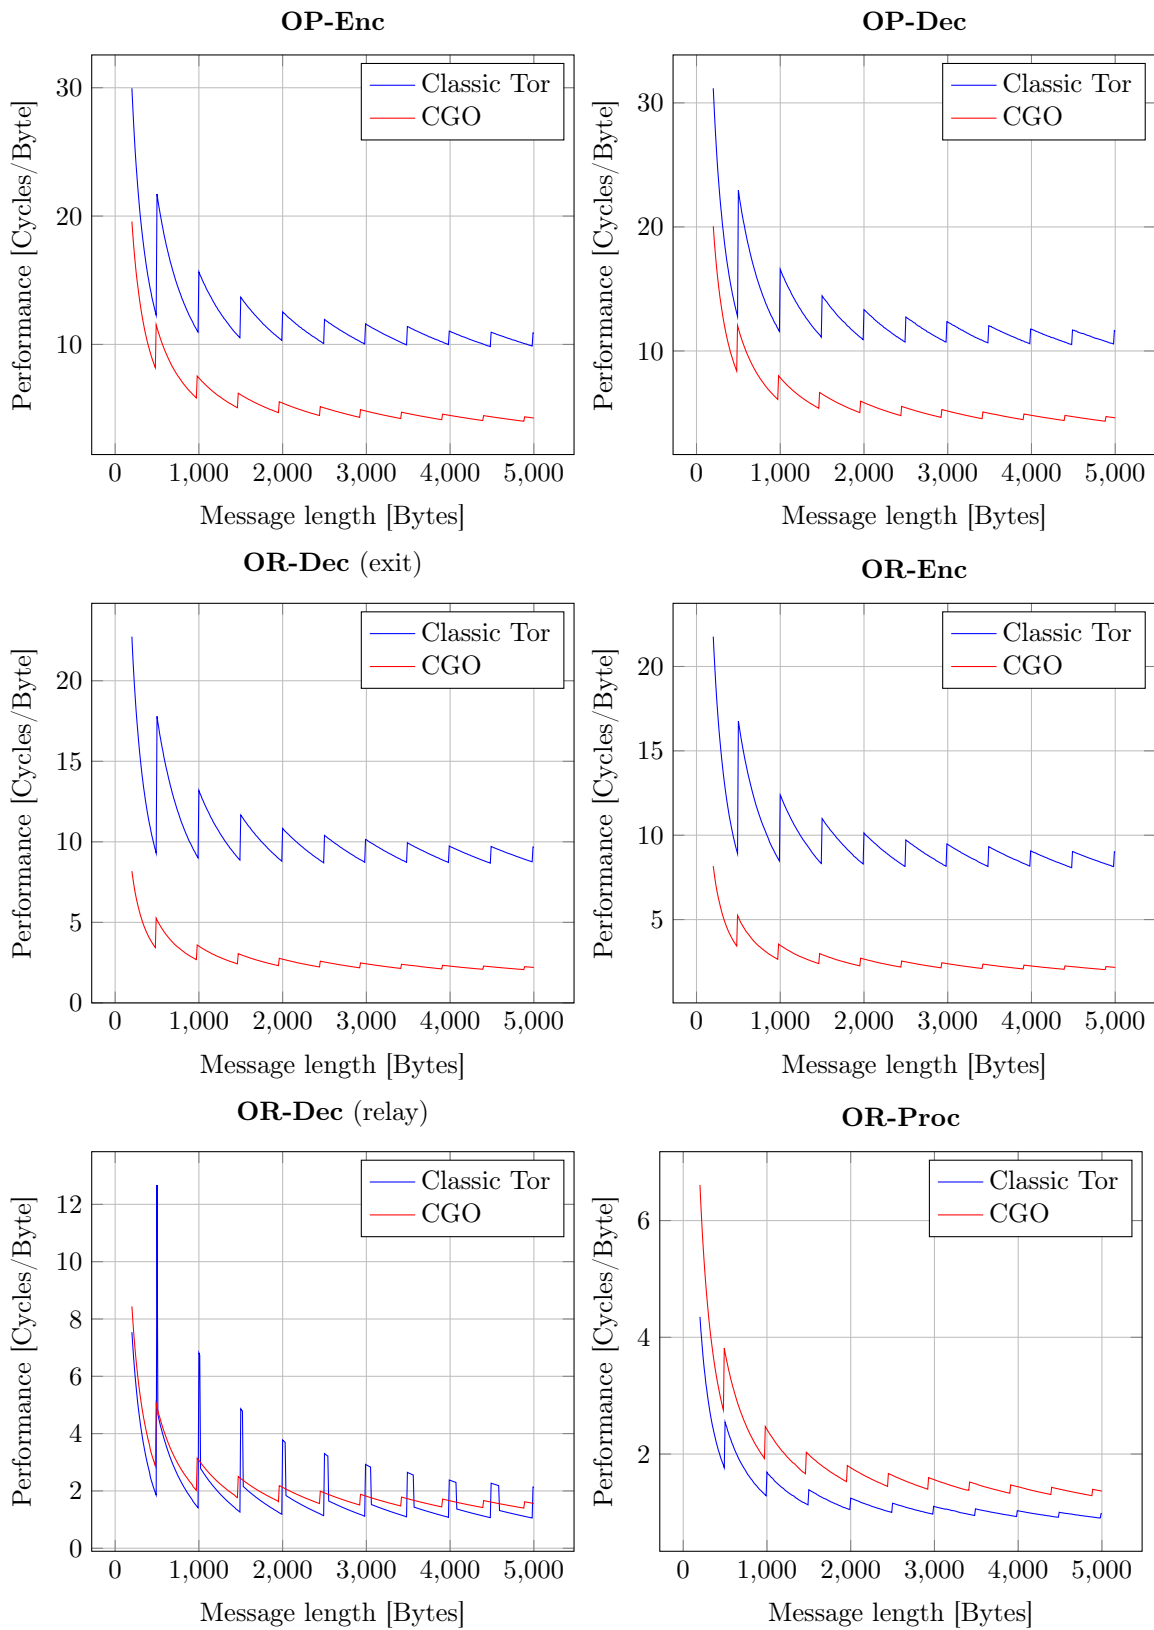 OP-Enc
Performance [Cycles/Byte]
30
20
10
Classic Tor
CGO
0 1,000 2,000 3,000 4,000 5,000
Message length [Bytes]
OP-Dec
Performance [Cycles/Byte]
30
20
10
Classic Tor
CGO
0 1,000 2,000 3,000 4,000 5,000
Message length [Bytes]
OR-Dec (exit)
Performance [Cycles/Byte]
20
15
10
5
0
Classic Tor
CGO
0 1,000 2,000 3,000 4,000 5,000
Message length [Bytes]
OR-Enc
Performance [Cycles/Byte]
20
15
10
5
Classic Tor
CGO
0 1,000 2,000 3,000 4,000 5,000
Message length [Bytes]
OR-Dec (relay)
Performance [Cycles/Byte]
12
10
8
6
4
2
0
Classic Tor
CGO
0 1,000 2,000 3,000 4,000 5,000
Message length [Bytes]
OR-Proc
Performance [Cycles/Byte]
6
4
2
Classic Tor
CGO
0 1,000 2,000 3,000 4,000 5,000
Message length [Bytes]